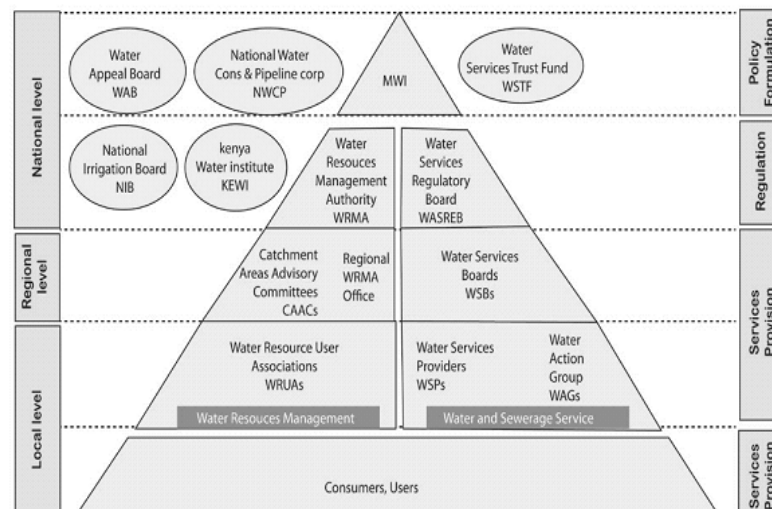 National level
Regional
level
Local level
Water
Appeal Board
WAB
National Water
Cons & Pipeline corp
NWCP
MWI
Water
Services Trust Fund
WSTF
National
Irrigation Board
NIB
kenya
Water institute
KEWI
Water
Resouces
Management
Authority
WRMA
Water
Services
Regulatory
Board
WASREB
Catchment
Areas Advisory
Committees
CAACs
Regional
WRMA
Office
Water Services
Boards
WSBs
Water Resource User
Associations
WRUAs
Water Services
Providers
WSPs
Water
Action
Group
WAGs
Water Resouces Management
Water and Sewerage Service
Consumers, Users
Policy
Formulation
Regulation
Services
Provision
Services
Provision